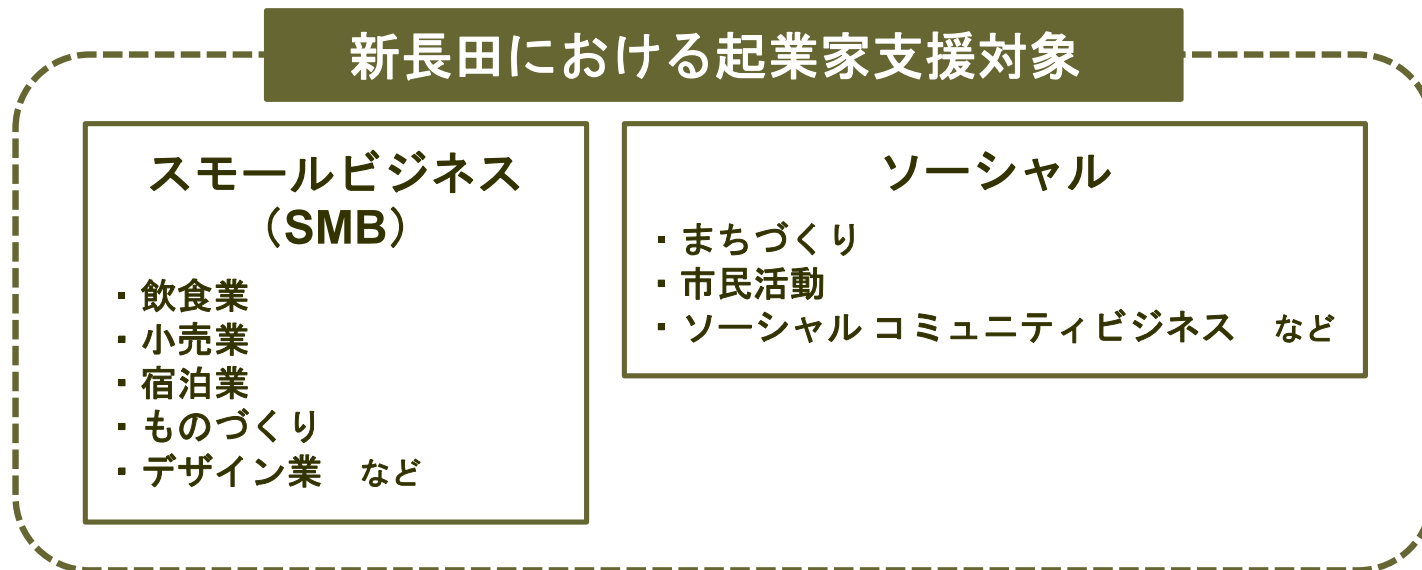 新長田における起業家支援対象
スモールビジネス
（SMB）
・飲食業
・小売業
・宿泊業
・ものづくり
・デザイン業　など
ソーシャル
・まちづくり
・市民活動
・ソーシャル コミュニティビジネス　など